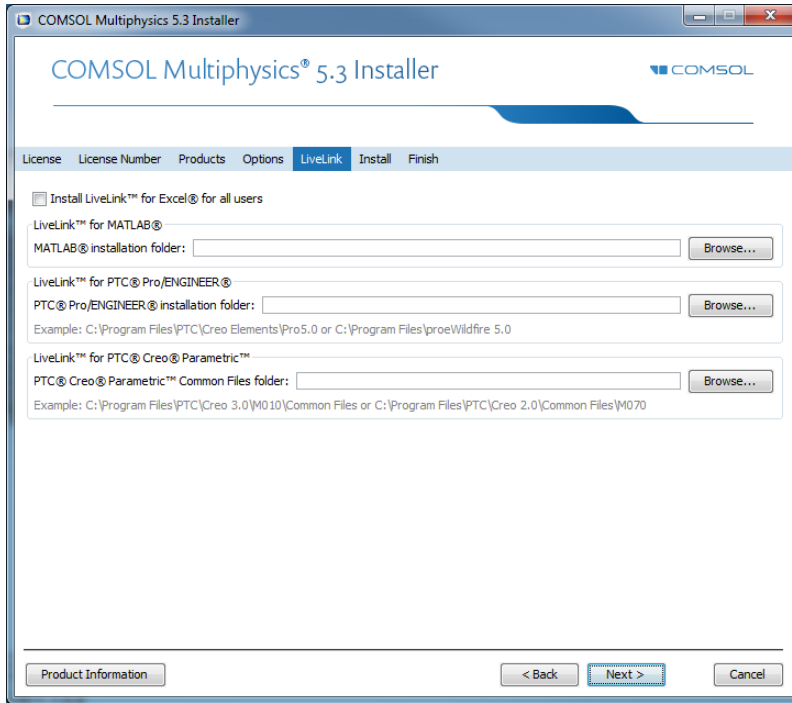 COMSOL Multiphysics 5.3 Installer
COMSOL Multiphysics® 5.3 Installer
COMSOL
License License Number Products Options LiveLink Install Finish
Install LiveLink™ for Excel® for all users
LiveLink™ for MATLAB®
MATLAB® installation folder: Browse...
LiveLink™ for PTC® Pro/ENGINEER®
PTC® Pro/ENGINEER® installation folder: Browse...
Example: C:\Program Files\PTC\Creo Elements\Pro5.0 or C:\Program Files\proeWildfire 5.0
LiveLink™ for PTC® Creo® Parametric™
PTC® Creo® Parametric™ Common Files folder: Browse...
Example: C:\Program Files\PTC\Creo 3.0\M010\Common Files or C:\Program Files\PTC\Creo 2.0\Common Files\M070
Product Information < Back Next > Cancel